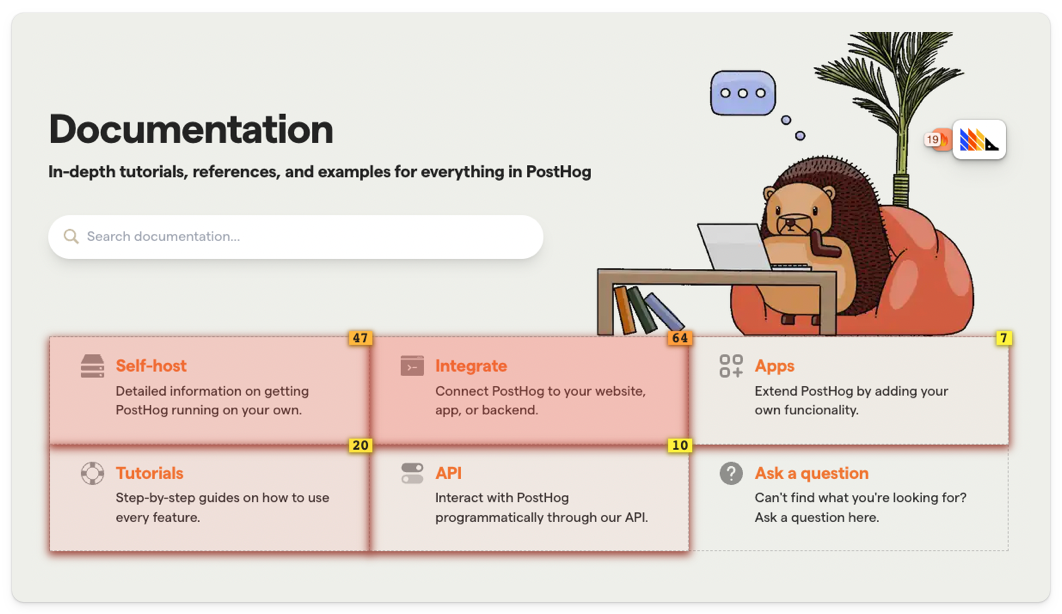 Documentation
In-depth tutorials, references, and examples for everything in PostHog
Search documentation...
19
47
Self-host
Detailed information on getting
PostHog running on your own.
64
Integrate
Connect PostHog to your website,
app, or backend.
7
Apps
Extend PostHog by adding your
own funcionality.
20
Tutorials
Step-by-step guides on how to use
every feature.
10
API
Interact with PostHog
programmatically through our API.
Ask a question
Can't find what you're looking for?
Ask a question here.